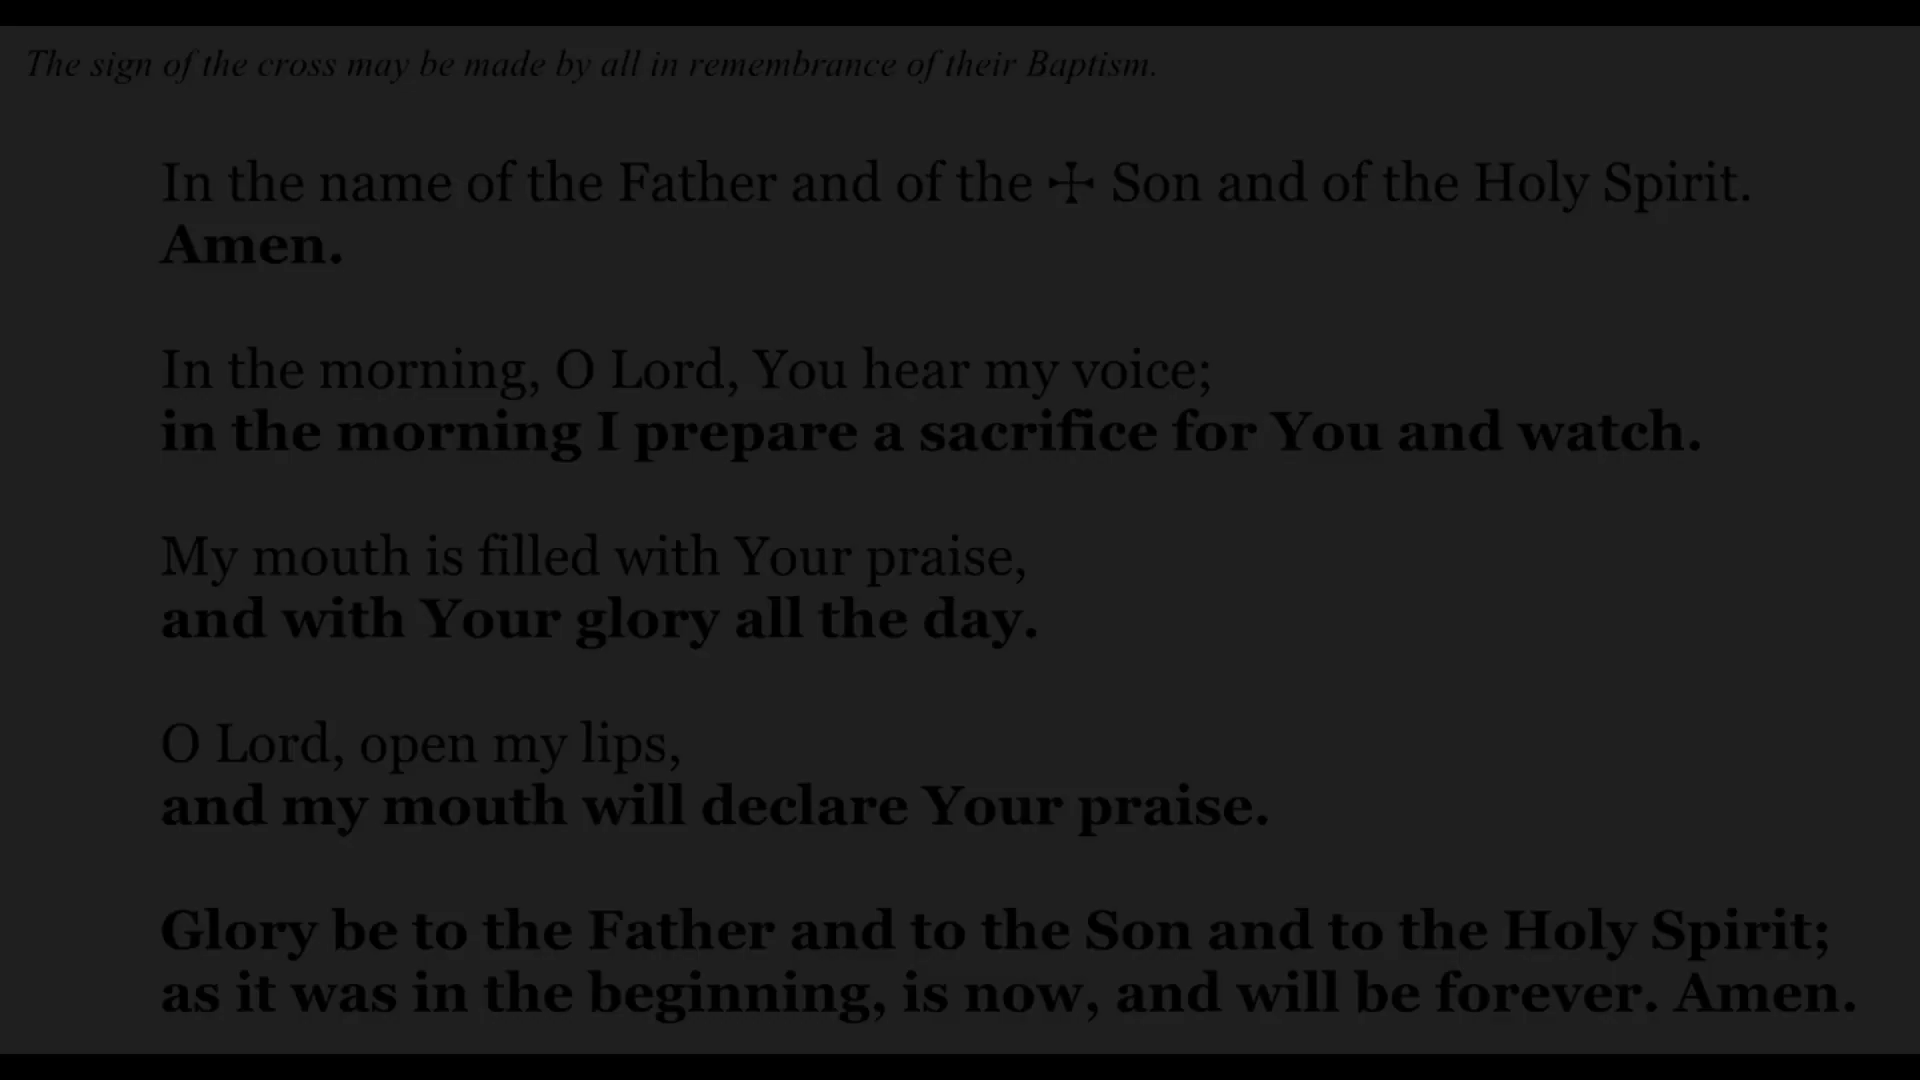 The sign of the cross may be made by all in remembrance of their Baptism.
In the name of the Father and of the ☩ Son and of the Holy Spirit.
Amen.
In the morning, O Lord, You hear my voice;
in the morning I prepare a sacrifice for You and watch.
My mouth is filled with Your praise,
and with Your glory all the day.
O Lord, open my lips,
and my mouth will declare Your praise.
Glory be to the Father and to the Son and to the Holy Spirit;
as it was in the beginning, is now, and will be forever. Amen.